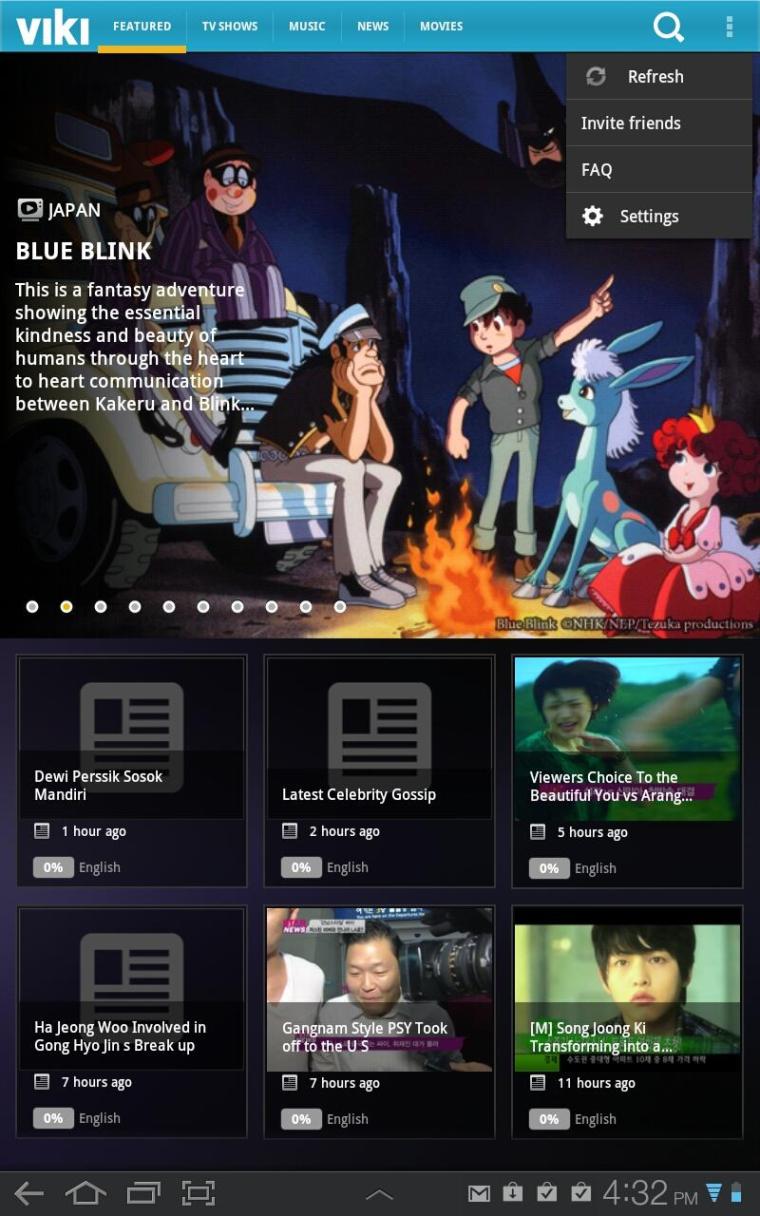 viki
FEATURED
TV SHOWS
MUSIC
NEWS
MOVIES
Refresh
Invite friends
FAQ
Settings
JAPAN
BLUE BLINK
This is a fantasy adventure
showing the essential
kindness and beauty of
humans through the heart
to heart communication
between Kakeru and Blink...
Blue Blink ©NHK/NEP/Tezuka productions
Dewi Perssik Sosok
Mandiri
1 hour ago
0% English
Latest Celebrity Gossip
2 hours ago
0% English
Viewers Choice To the
Beautiful You vs Arang...
5 hours ago
0% English
Ha Jeong Woo Involved in
Gong Hyo Jin s Break up
7 hours ago
0% English
STAR
NEWS
Gangnam Style PSY Took
off to the U S
7 hours ago
0% English
[M] Song Joong Ki
Transforming into a...
11 hours ago
0% English
4:32 PM